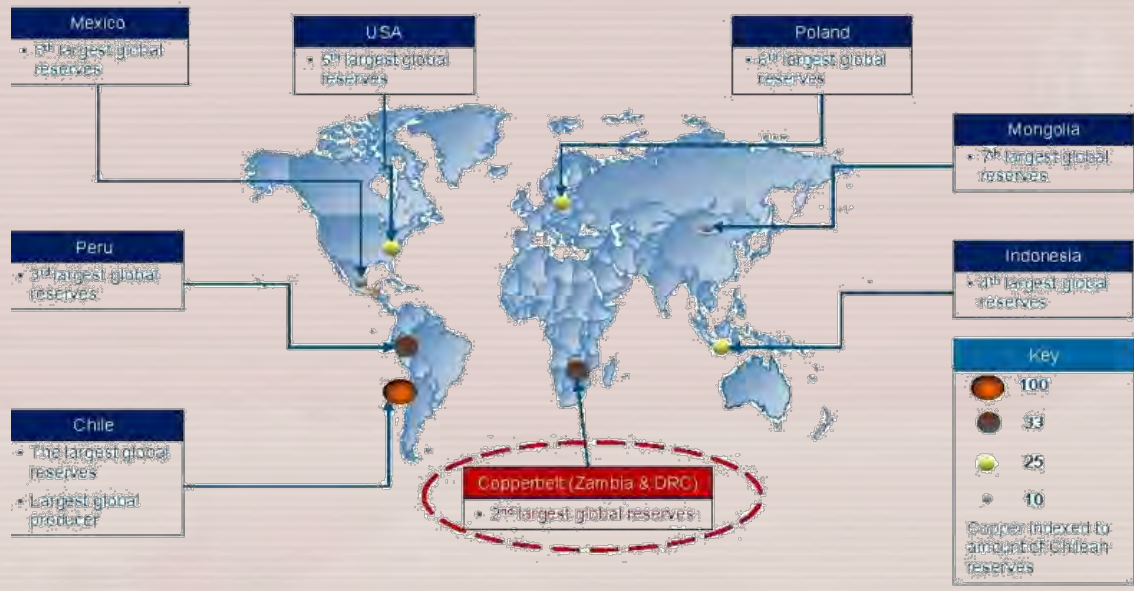 Mexico
• 8th largest global
reserves
USA
• 5th largest global
reserves
Poland
• 6th largest global
reserves
Mongolia
• 7th largest global
reserves
Peru
• 3rd largest global
reserves
Indonesia
• 4th largest global
reserves
Chile
• The largest global
reserves
• Largest global
producer
Copperbelt (Zambia & DRC)
• 2nd largest global reserves
Key
100
33
25
10
Copper Indexed to
amount of Chilean
reserves